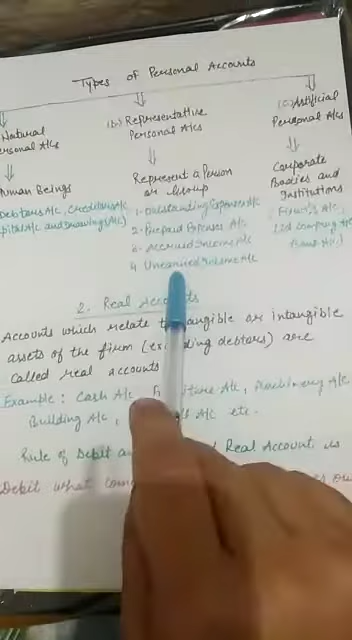 Types of Personal Accounts
Natural
Personal A/cs
Human Beings
Debtors A/c, Creditors A/c
Capital A/c and Drawings A/c)
(b) Representative
Personal A/cs
Represent a Person
or Group
1. Outstanding Expenses A/c
2. Prepaid Expenses A/c
3. Accrued Income A/c
4. Unearned Income A/c
(c) Artificial
Personal A/cs
Corporate
Bodies and
Institutions
Firm's A/c,
Ltd company A/c
Bank A/c)
2. Real Accounts
Accounts which relate to tangible or intangible
assets of the firm (excluding debtors) are
called real accounts
Example: Cash A/c, Furniture A/c, Machinery A/c
Building A/c, A/c etc.
Rule of Debit Real Account is
Debit what